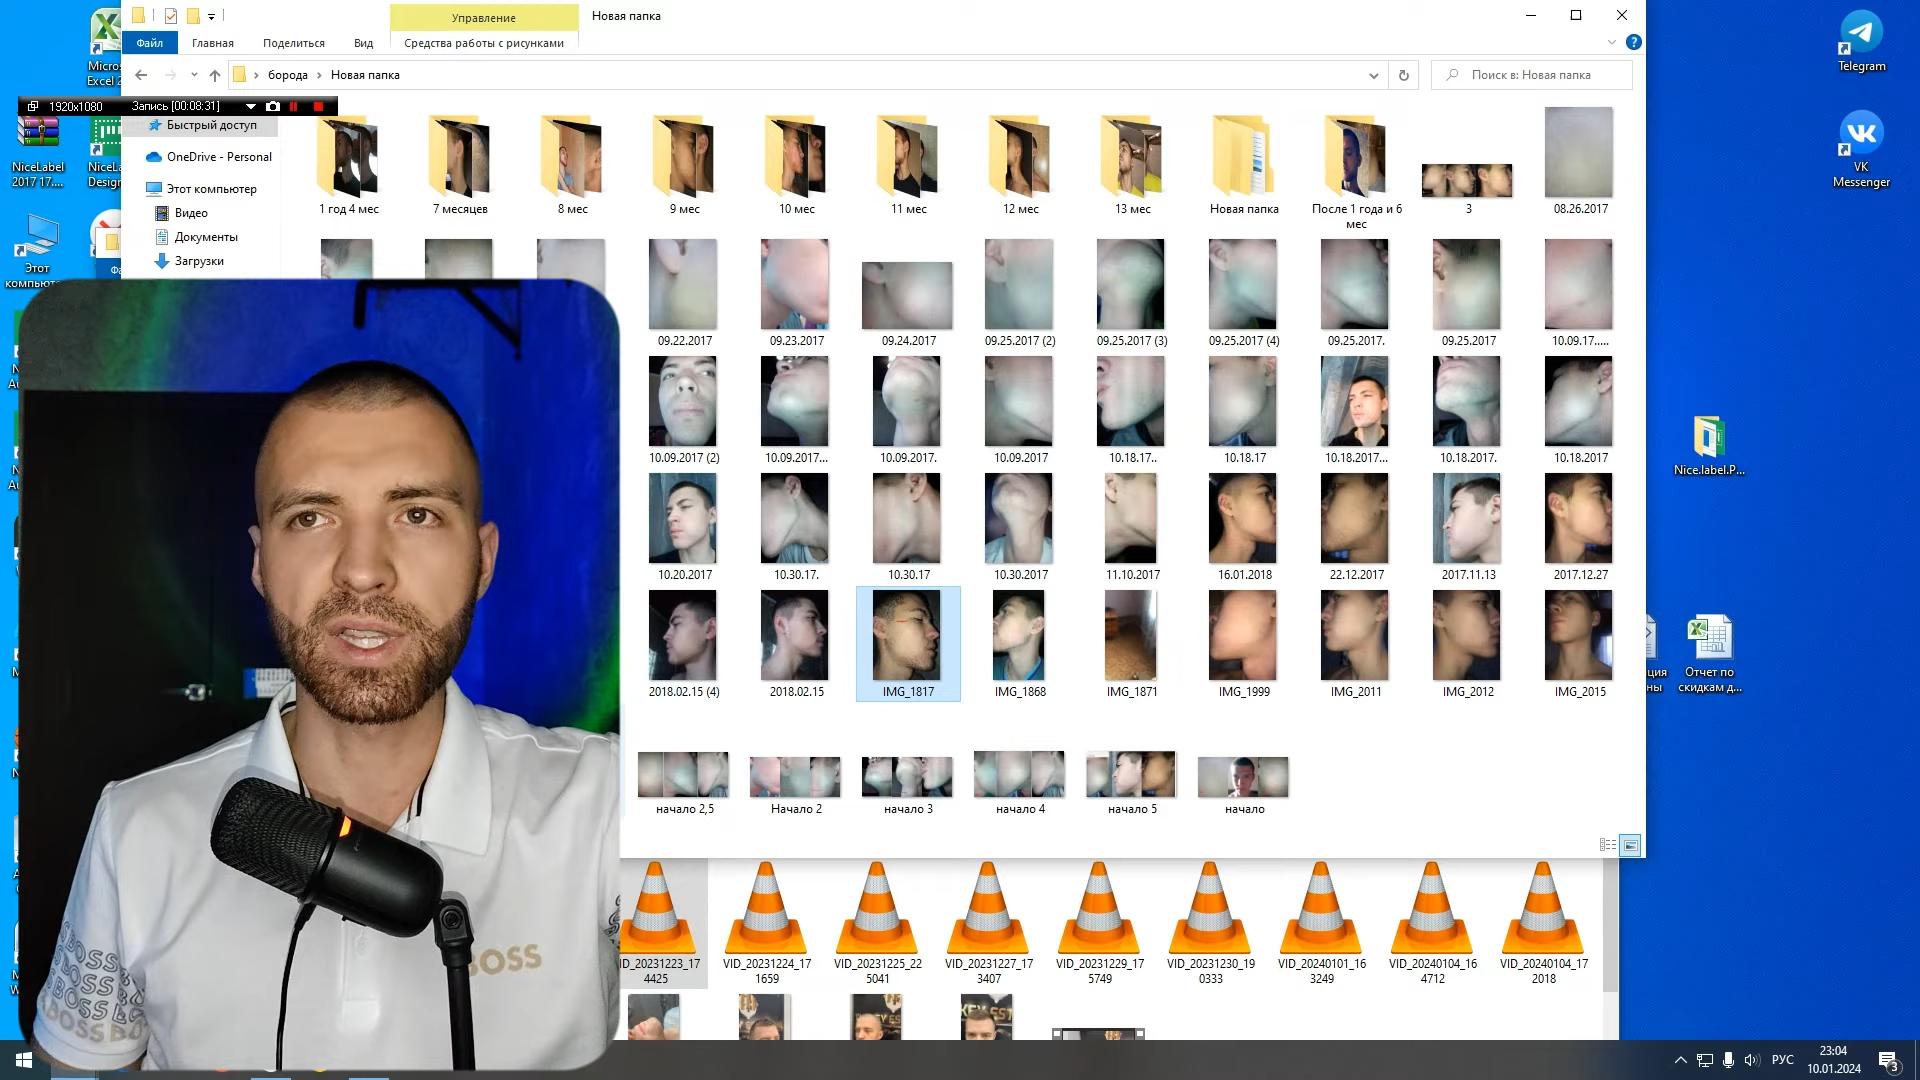 Управление
Новая папка
Файл
Главная
Поделиться
Вид
Средства работы с рисунками
борода
Новая папка
Поиск в: Новая папка
1920x1080
Запись [00:08:31]
Быстрый доступ
OneDrive - Personal
Этот компьютер
Видео
Документы
Загрузки
1 год 4 мес
7 месяцев
8 мес
9 мес
10 мес
11 мес
12 мес
13 мес
Новая папка
После 1 года и 6
мес
3
08.26.2017
09.22.2017
09.23.2017
09.24.2017
09.25.2017 (2)
09.25.2017 (3)
09.25.2017 (4)
09.25.2017.
09.25.2017
10.09.17.....
10.09.2017 (2)
10.09.2017...
10.09.2017.
10.09.2017
10.18.17..
10.18.17
10.18.2017...
10.18.2017.
10.18.2017
10.20.2017
10.30.17.
10.30.17
10.30.2017
11.10.2017
16.01.2018
22.12.2017
2017.11.13
2017.12.27
2018.02.15 (4)
2018.02.15
IMG_1817
IMG_1868
IMG_1871
IMG_1999
IMG_2011
IMG_2012
IMG_2015
начало 2,5
Начало 2
начало 3
начало 4
начало 5
начало
ID_20231223_17
4425
VID_20231224_17
1659
VID_20231225_22
5041
VID_20231227_17
3407
VID_20231229_17
5749
VID_20231230_19
0333
VID_20240101_16
3249
VID_20240104_16
4712
VID_20240104_17
2018
Excel 2
NiceLabel
2017 17....
NiceLa
Desig
Этот
Telegram
VK
Messenger
Nice.label.P...
Отчет по
скидкам д...
BOSS
BOSS
BOSS
РУС
23:04
10.01.2024
3